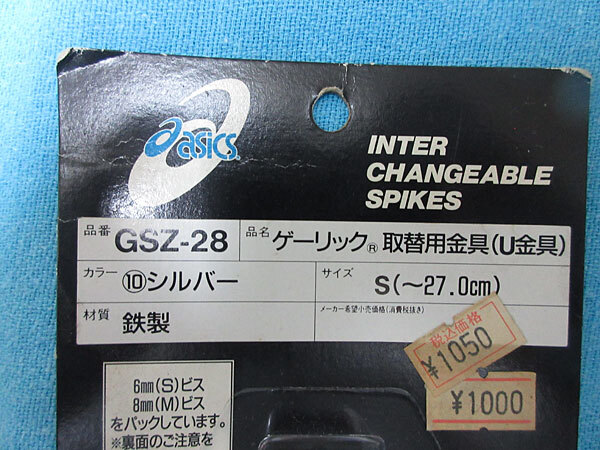 asics
INTER
CHANGEABLE
SPIKES
品番 GSZ-28 品名 ゲーリック® 取替用金具(U金具)
カラー ⑩シルバー サイズ S(〜27.0cm)
材質 鉄製 メーカー希望小売価格(消費税抜き)
税込価格
¥1050
¥1000
6mm(S)ビス
8mm(M)ビス
をパックしています。
※裏面のご注意を